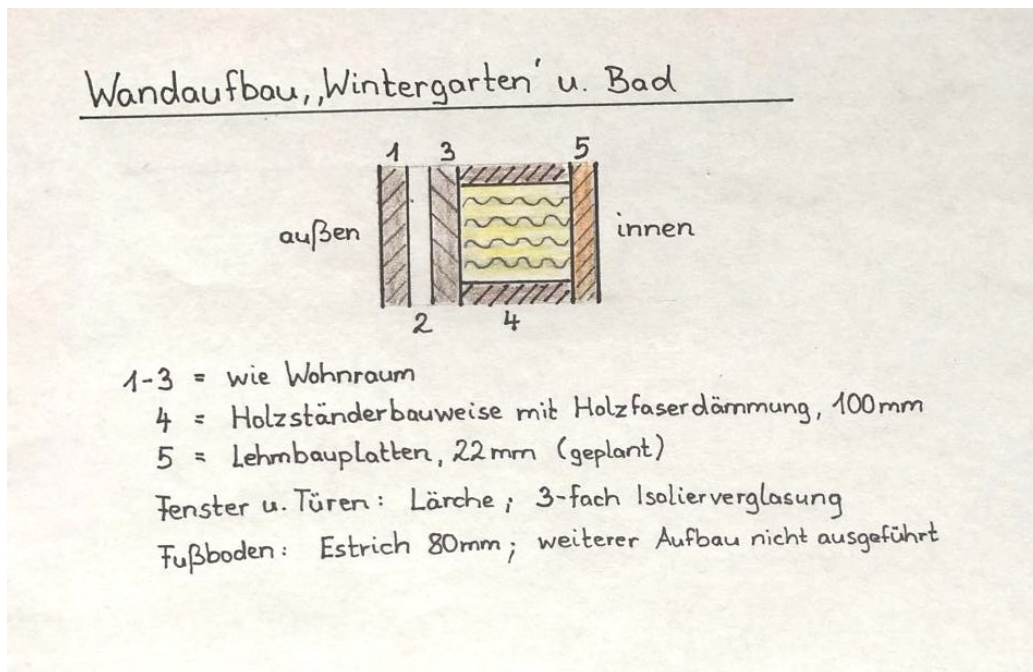 Wandaufbau „Wintergarten‘ u. Bad
1 3 5
außen innen
2 4
1-3 = wie Wohnraum
4 = Holzständerbauweise mit Holzfaserdämmung, 100mm
5 = Lehmbauplatten, 22mm (geplant)
Fenster u. Türen: Lärche; 3-fach Isolierverglasung
Fußboden: Estrich 80mm; weiterer Aufbau nicht ausgeführt